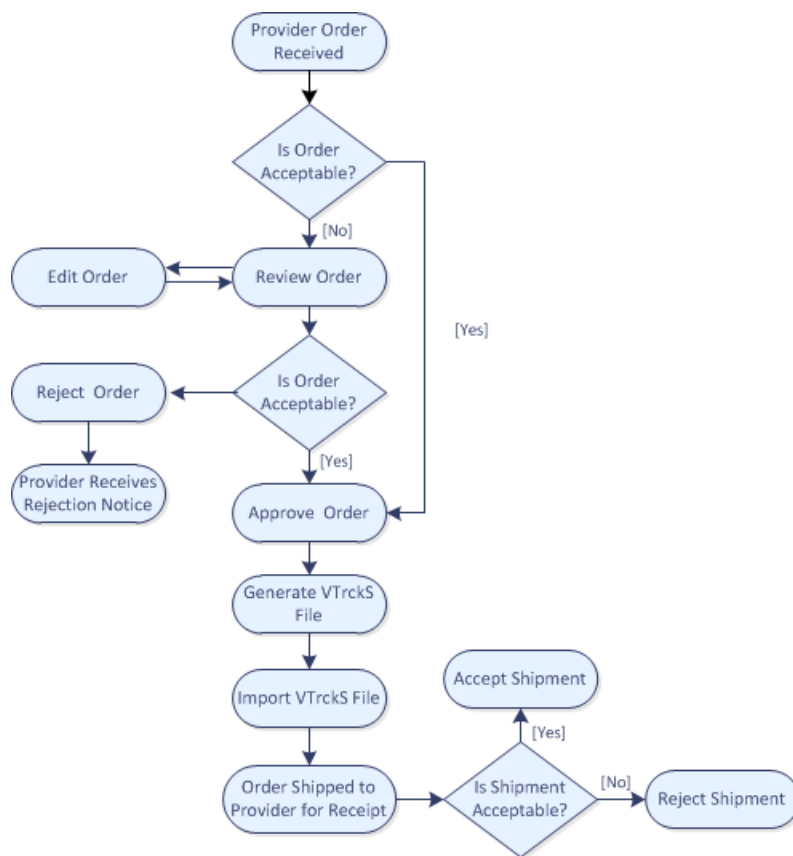 Provider Order
Received
Is Order
Acceptable?
[No]
Edit Order
Review Order
[Yes]
Reject Order
Is Order
Acceptable?
[Yes]
Provider Receives
Rejection Notice
Approve Order
Generate VTrckS
File
Import VTrckS File
Accept Shipment
[Yes]
Order Shipped to
Provider for Receipt
Is Shipment
Acceptable?
[No]
Reject Shipment